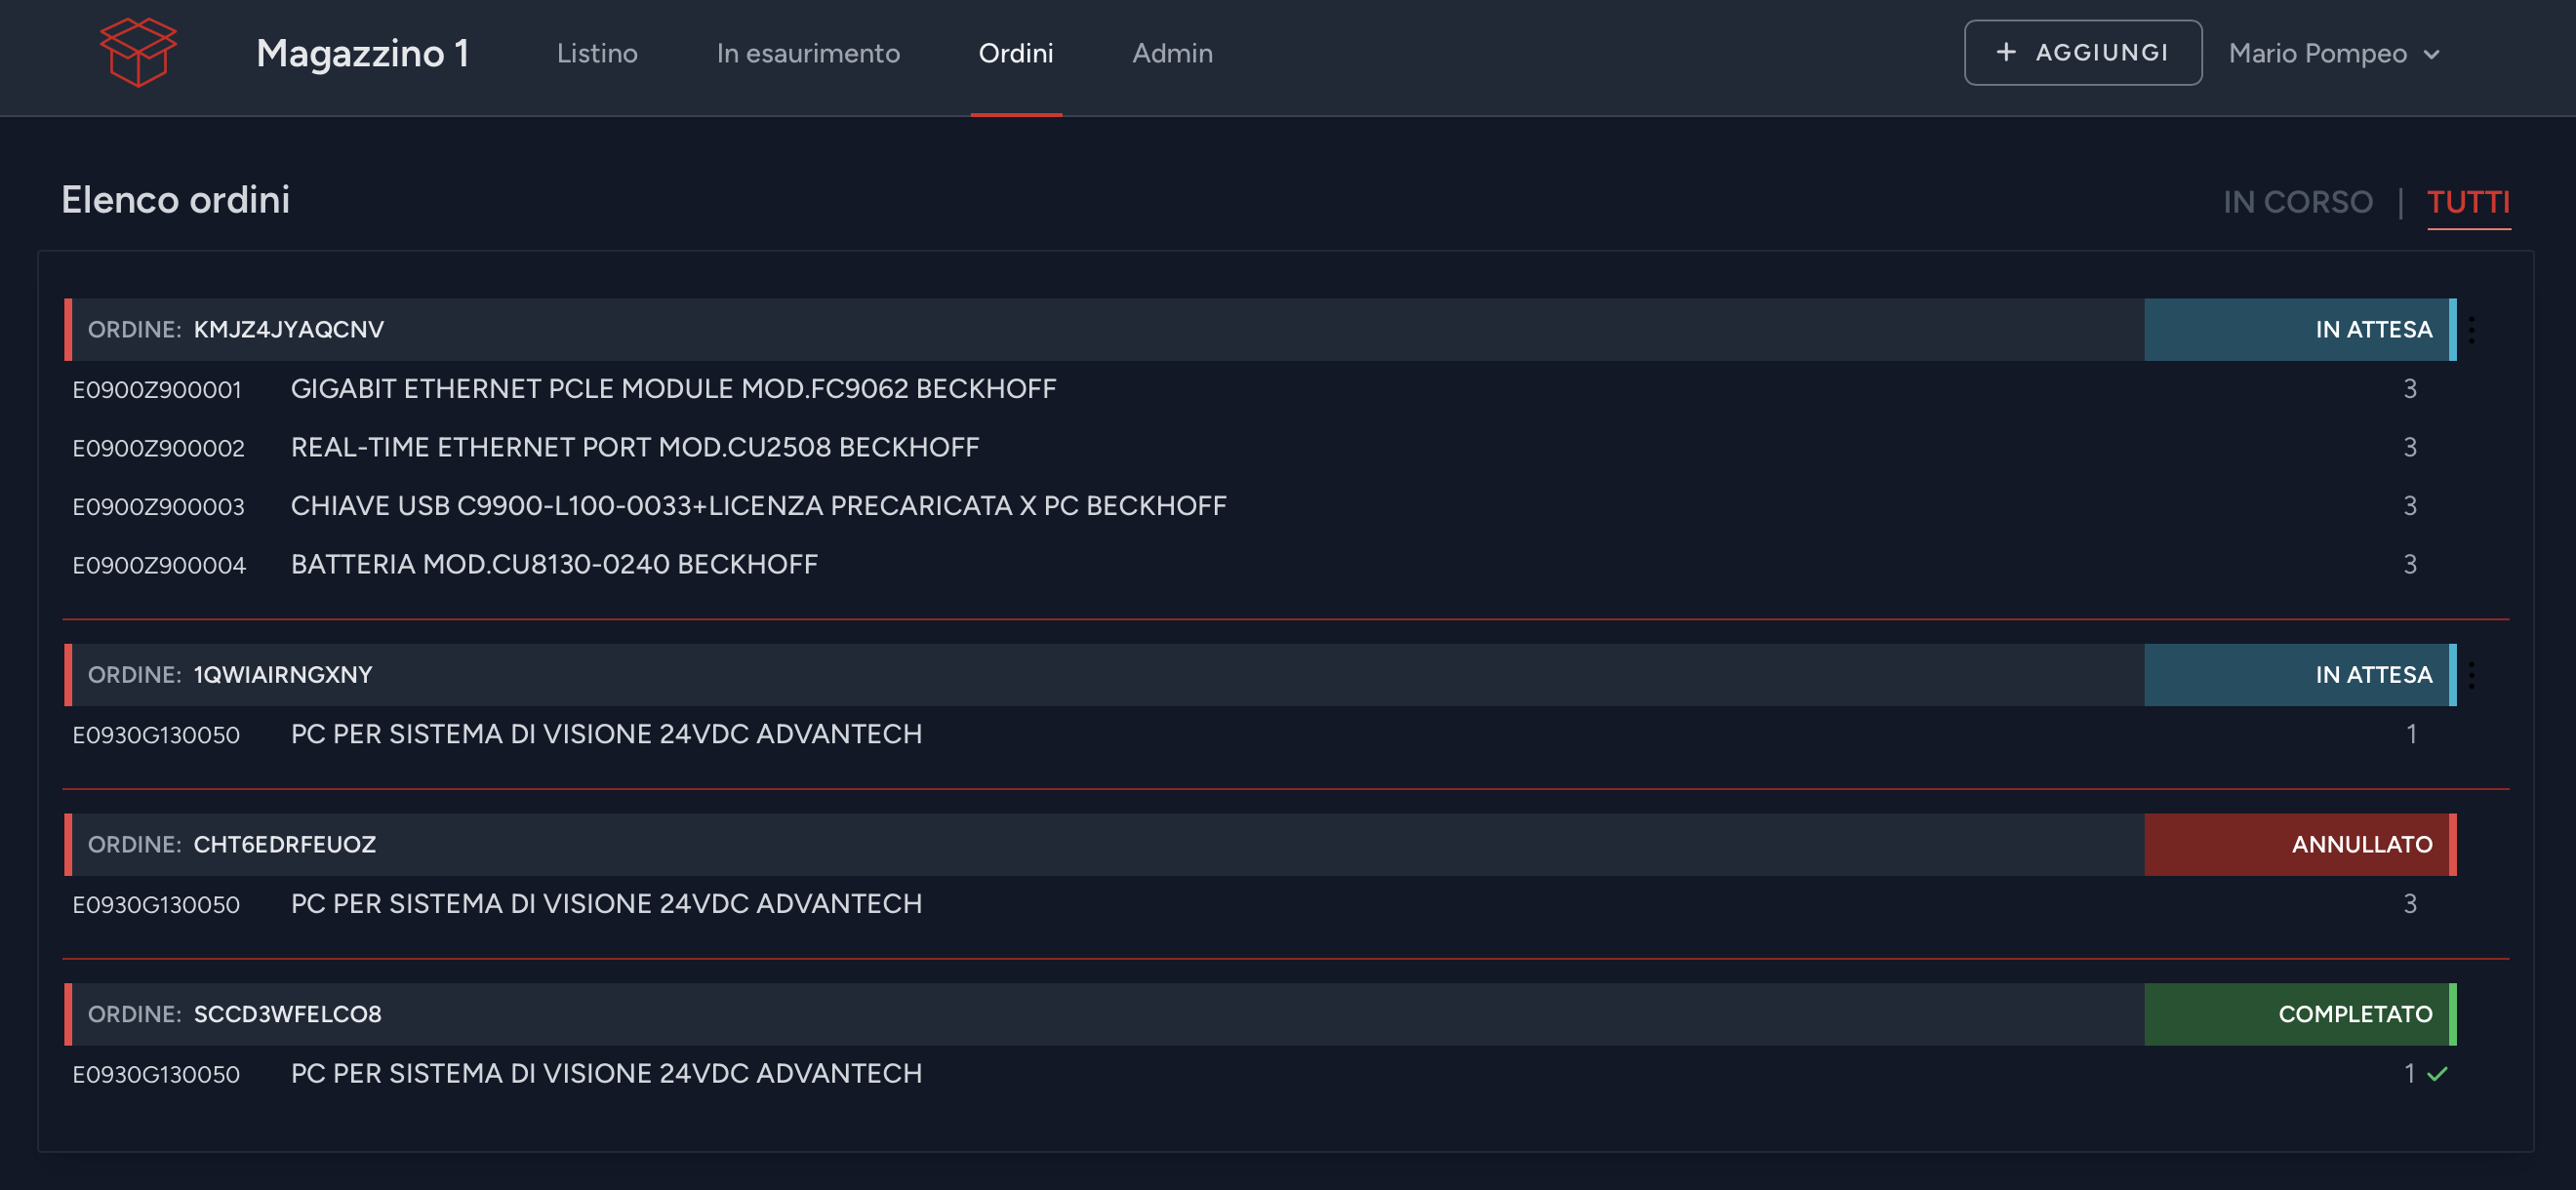 Magazzino 1 Listino In esaurimento Ordini Admin + AGGIUNGI Mario Pompeo
Elenco ordini IN CORSO | TUTTI
ORDINE: KMJZ4JYAQCNV IN ATTESA
E0900Z900001 GIGABIT ETHERNET PCLE MODULE MOD.FC9062 BECKHOFF 3
E0900Z900002 REAL-TIME ETHERNET PORT MOD.CU2508 BECKHOFF 3
E0900Z900003 CHIAVE USB C9900-L100-0033+LICENZA PRECARICATA X PC BECKHOFF 3
E0900Z900004 BATTERIA MOD.CU8130-0240 BECKHOFF 3
ORDINE: 1QWIAIRNGXNY IN ATTESA
E0930G130050 PC PER SISTEMA DI VISIONE 24VDC ADVANTECH 1
ORDINE: CHT6EDRFEUOZ ANNULLATO
E0930G130050 PC PER SISTEMA DI VISIONE 24VDC ADVANTECH 3
ORDINE: SCCD3WFELCO8 COMPLETATO
E0930G130050 PC PER SISTEMA DI VISIONE 24VDC ADVANTECH 1